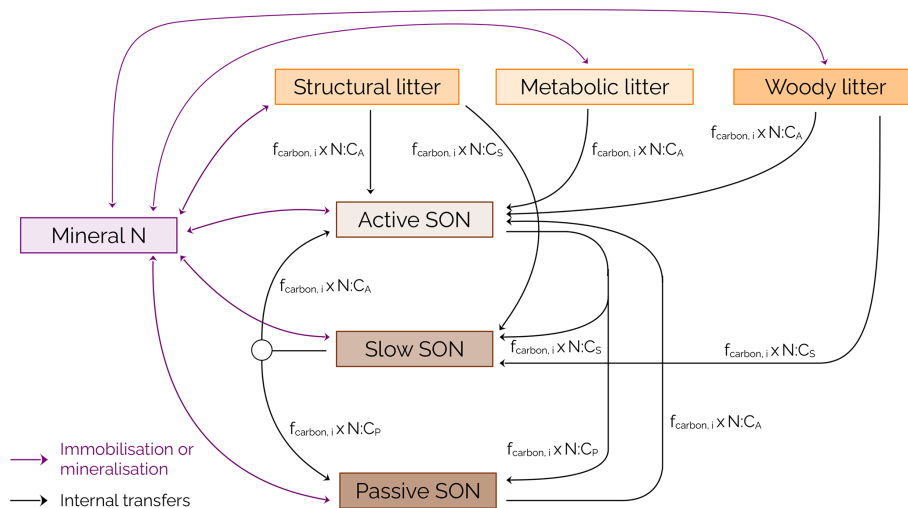 Structural litter
Metabolic litter
Woody litter
fcarbon, i x N:CA
fcarbon, i x N:CS
fcarbon, i x N:CA
fcarbon, i x N:CA
Active SON
Mineral N
fcarbon, i x N:CA
Slow SON
fcarbon, i x N:CS
fcarbon, i x N:CS
fcarbon, i x N:CA
fcarbon, i x N:CP
fcarbon, i x N:CP
Immobilisation or
mineralisation
Passive SON
Internal transfers